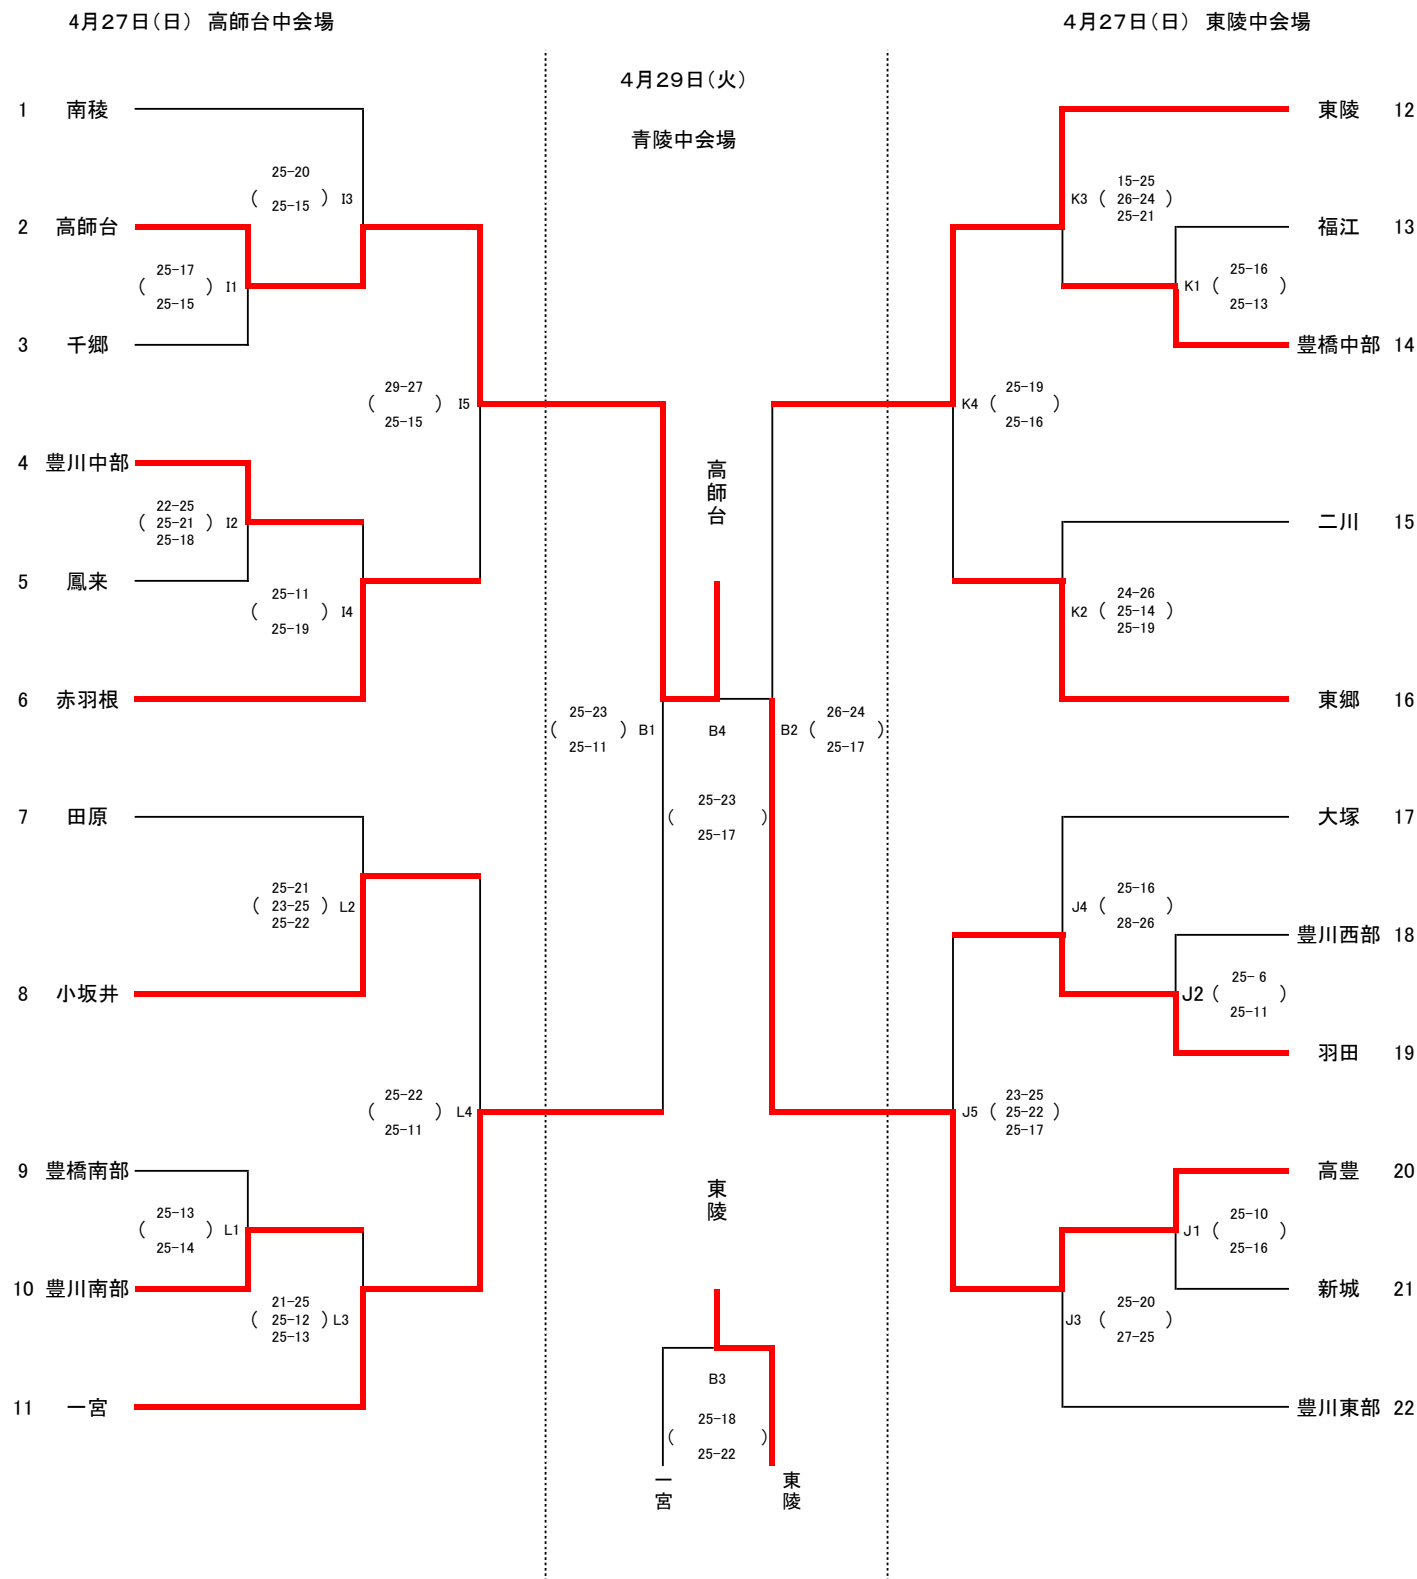 4月27日(日) 高師台中会場
4月27日(日) 東陵中会場
4月29日(火)
青陵中会場
1 南稜
2 高師台
3 千郷
4 豊川中部
5 鳳来
6 赤羽根
7 田原
8 小坂井
9 豊橋南部
10 豊川南部
11 一宮
( 25-20
25-15 ) I3
( 25-17
25-15 ) I1
( 29-27
25-15 ) I5
( 22-25
25-21
25-18 ) I2
( 25-11
25-19 ) I4
( 25-21
23-25
25-22 ) L2
( 25-22
25-11 ) L4
( 25-13
25-14 ) L1
( 21-25
25-12
25-13 ) L3
高師台
( 25-23
25-11 ) B1
B4
( 25-23
25-17 )
B2 ( 26-24
25-17 )
東陵
B3
( 25-18
25-22 )
一宮
東陵
東陵 12
福江 13
豊橋中部 14
二川 15
東郷 16
大塚 17
豊川西部 18
羽田 19
高豊 20
新城 21
豊川東部 22
K3 ( 15-25
26-24
25-21 )
K1 ( 25-16
25-13 )
K4 ( 25-19
25-16 )
K2 ( 24-26
25-14
25-19 )
J4 ( 25-16
28-26 )
J2 ( 25- 6
25-11 )
J5 ( 23-25
25-22
25-17 )
J1 ( 25-10
25-16 )
J3 ( 25-20
27-25 )